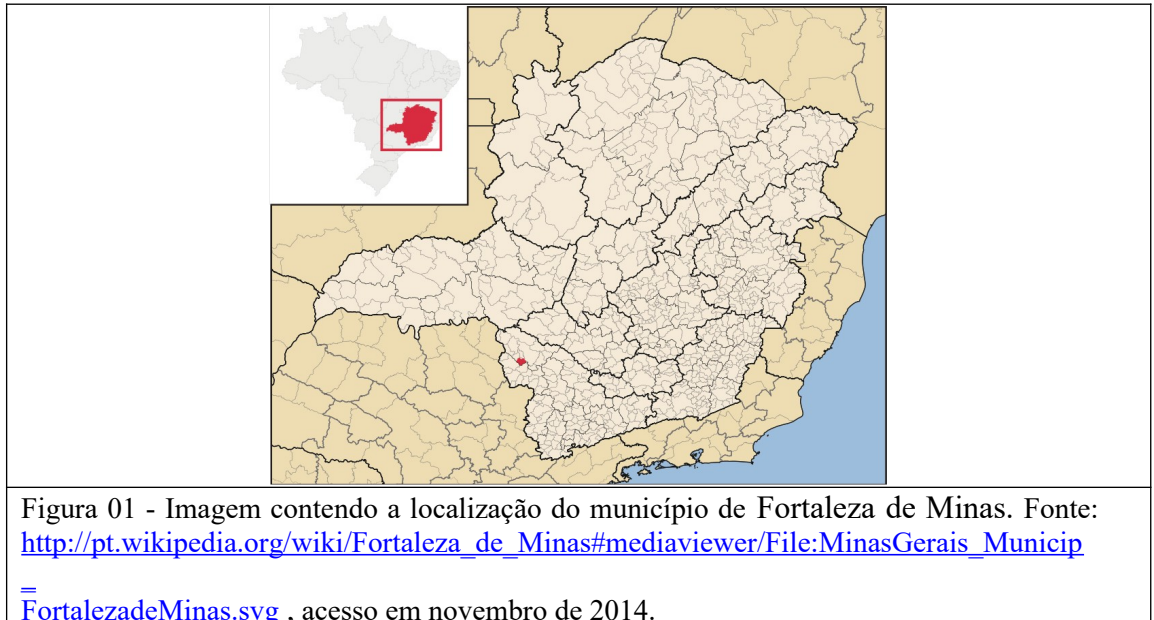 Figura 01 - Imagem contendo a localização do município de Fortaleza de Minas. Fonte:
http://pt.wikipedia.org/wiki/Fortaleza_de_Minas#mediaviewer/File:MinasGerais_Municip
_
FortalezadeMinas.svg , acesso em novembro de 2014.